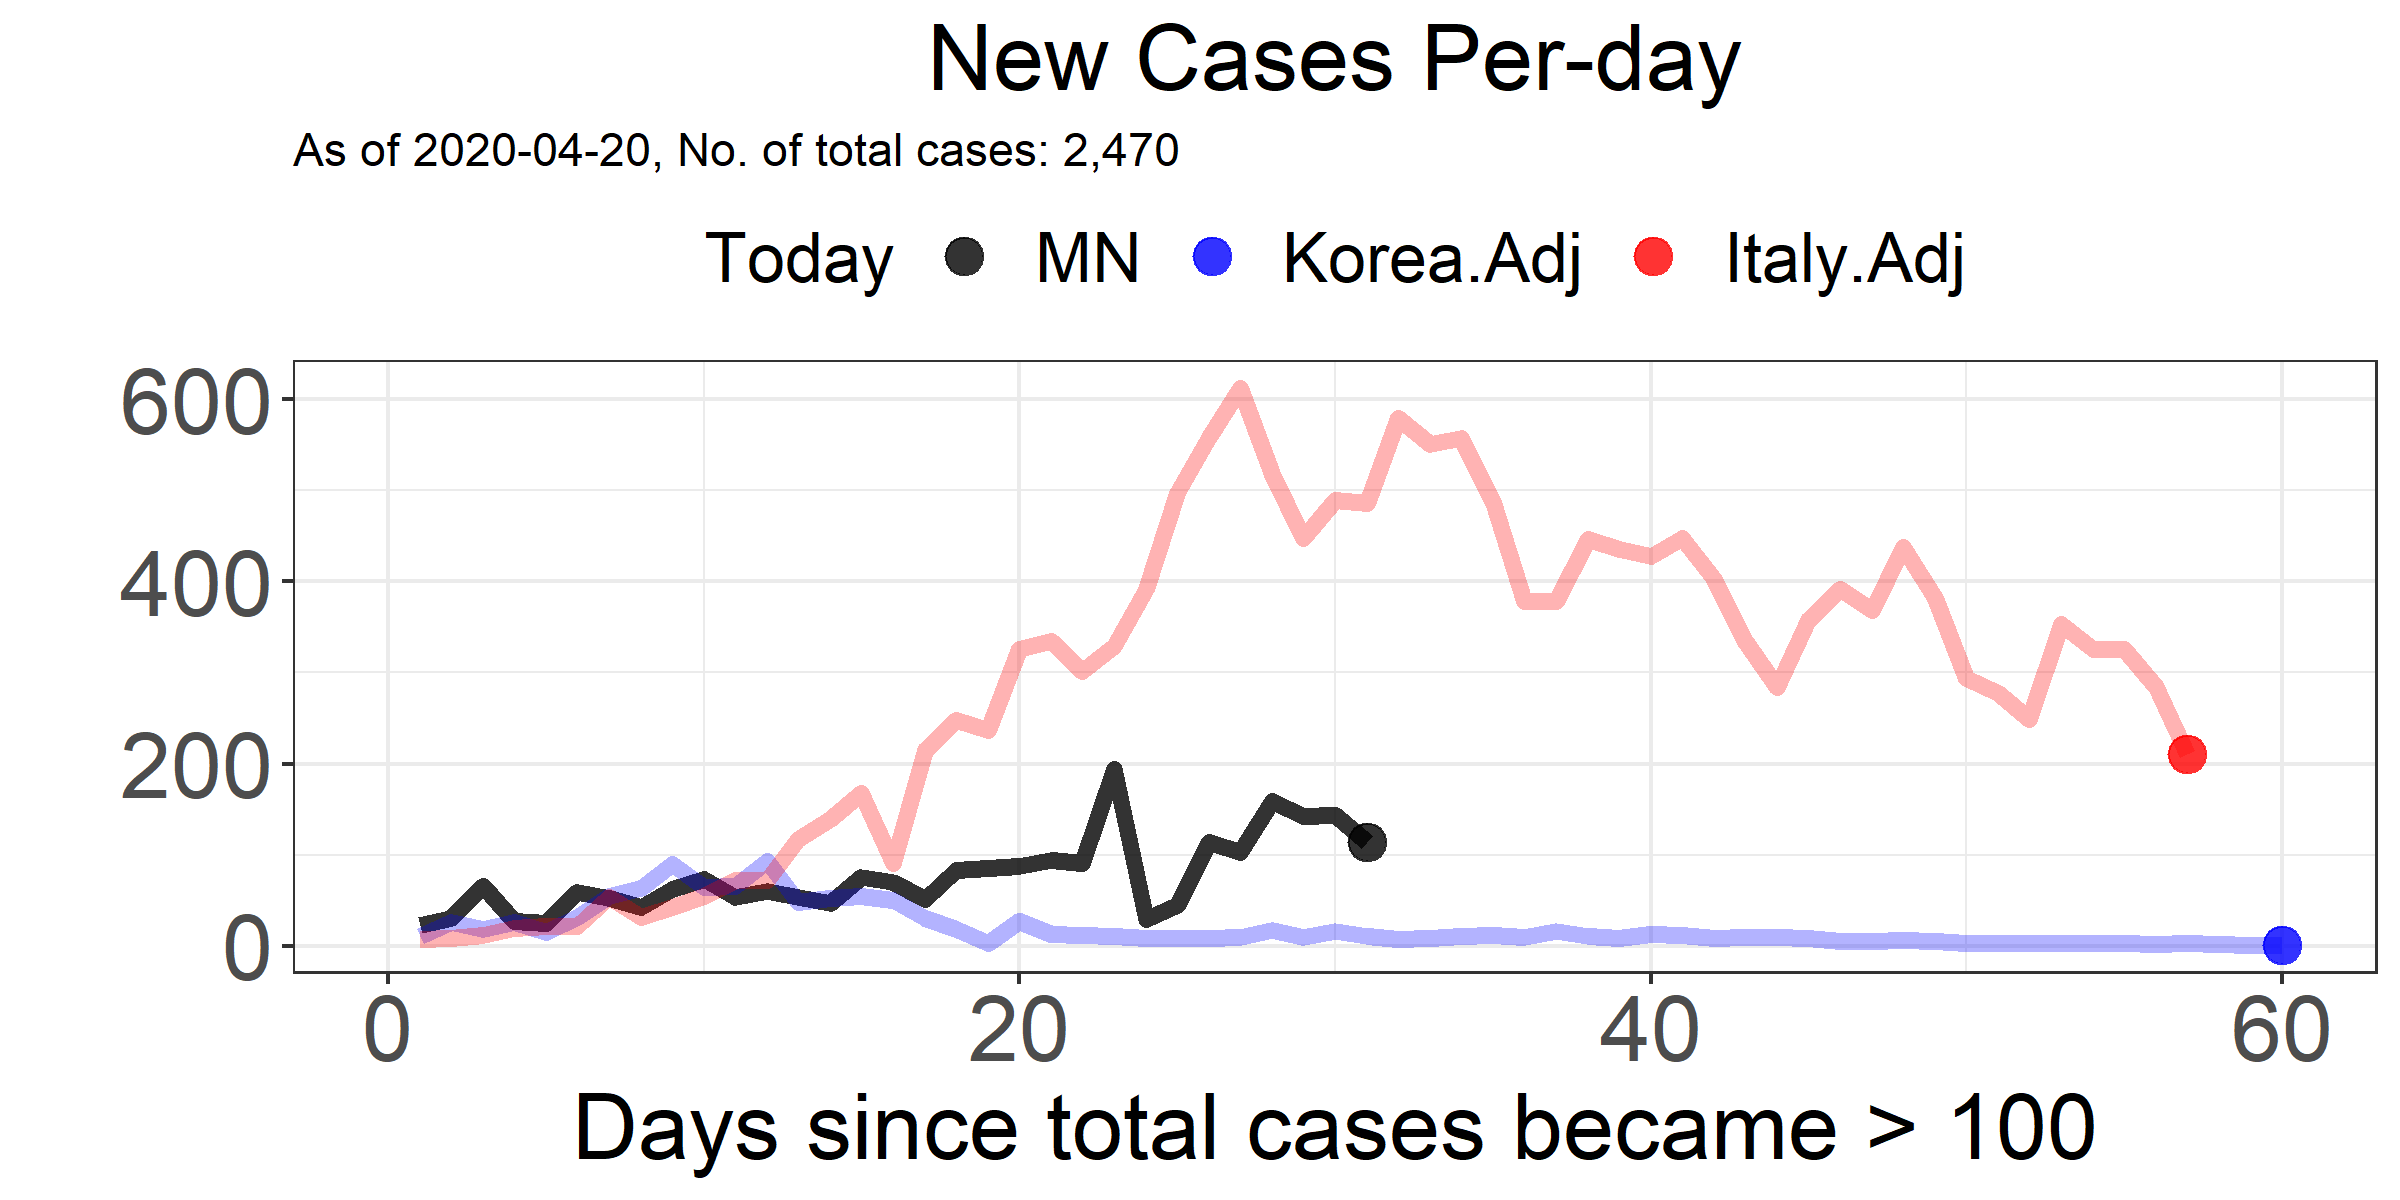 New Cases Per-day
As of 2020-04-20, No. of total cases: 2,470
Today MN Korea.Adj Italy.Adj
600
400
200
0
0 20 40 60
Days since total cases became > 100